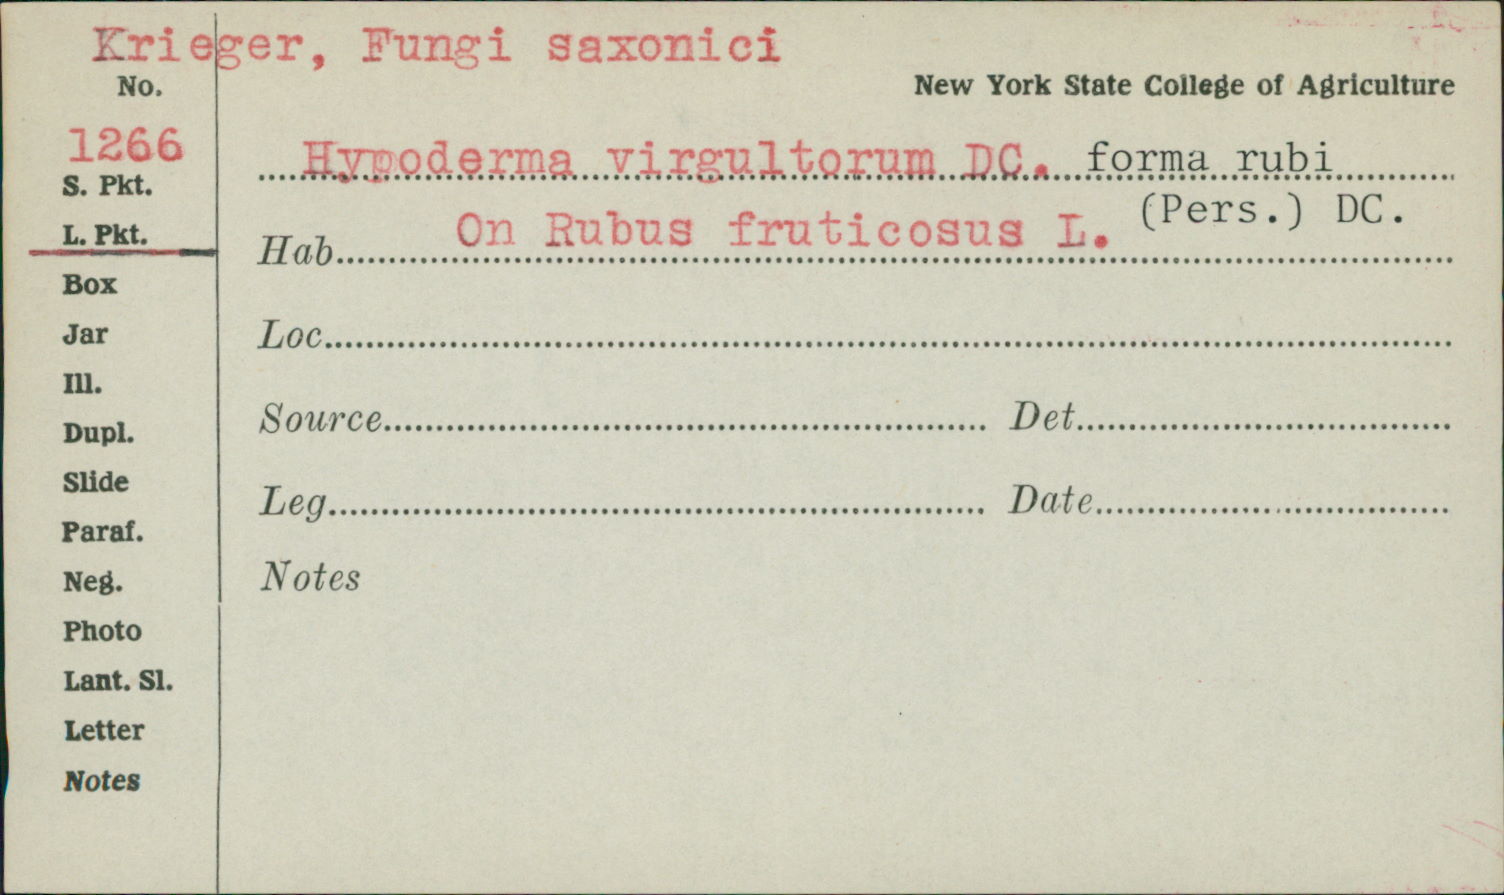 Krieger, Fungi saxonici
No.
New York State College of Agriculture
1266
Hypoderma virgultorum DC. forma rubi
S. Pkt.
(Pers.) DC.
L. Pkt.
Hab. On Rubus fruticosus L.
Box
Jar
Loc.
Ill.
Dupl.
Source Det.
Slide
Leg. Date
Paraf.
Neg.
Notes
Photo
Lant. Sl.
Letter
Notes